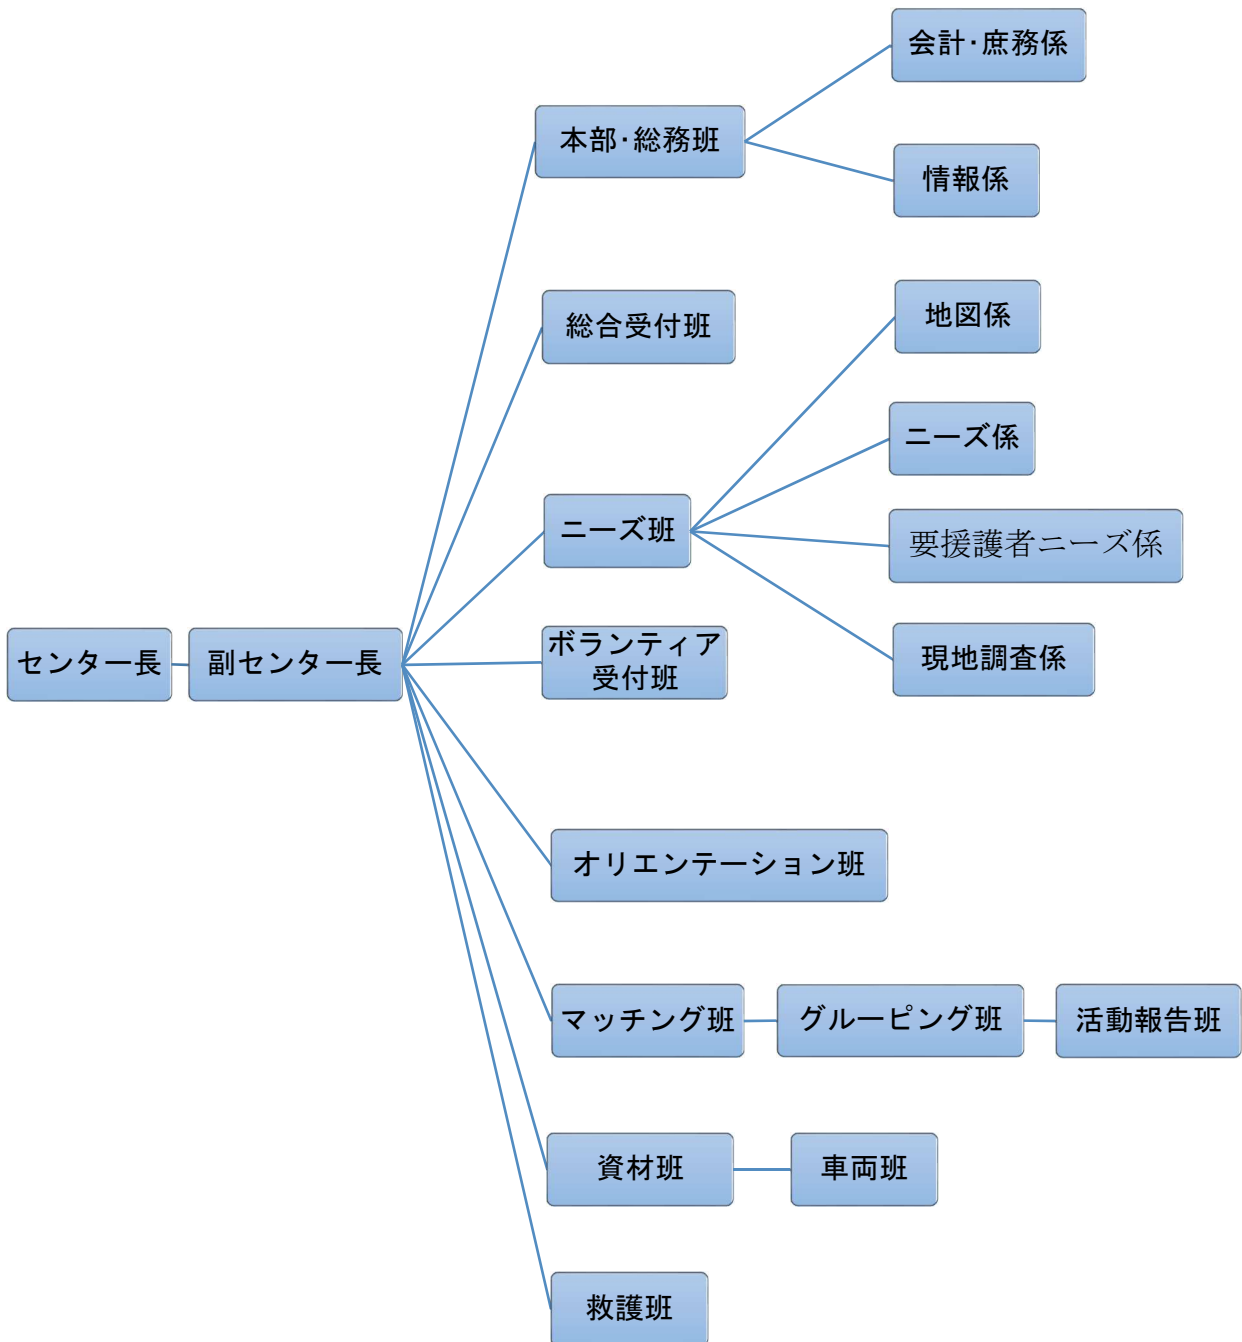 会計・庶務係
本部・総務班
情報係
総合受付班
地図係
ニーズ係
ニーズ班
要援護者ニーズ係
センター長
副センター長
ボランティア
受付班
現地調査係
オリエンテーション班
マッチング班
グルーピング班
活動報告班
資材班
車両班
救護班